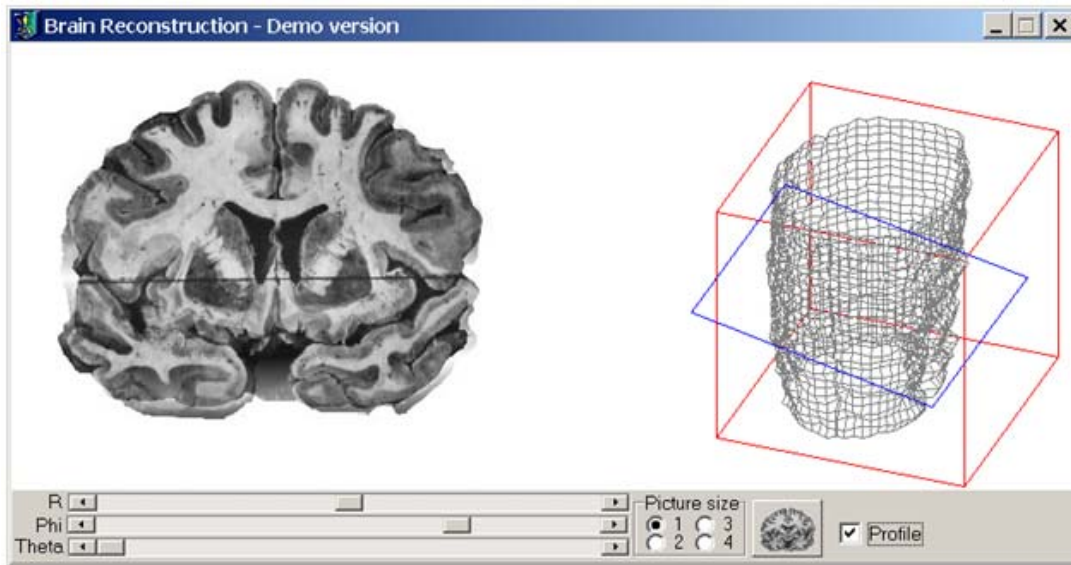 Brain Reconstruction - Demo version
R
Phi
Theta
Picture size
1 3
2 4
Profile